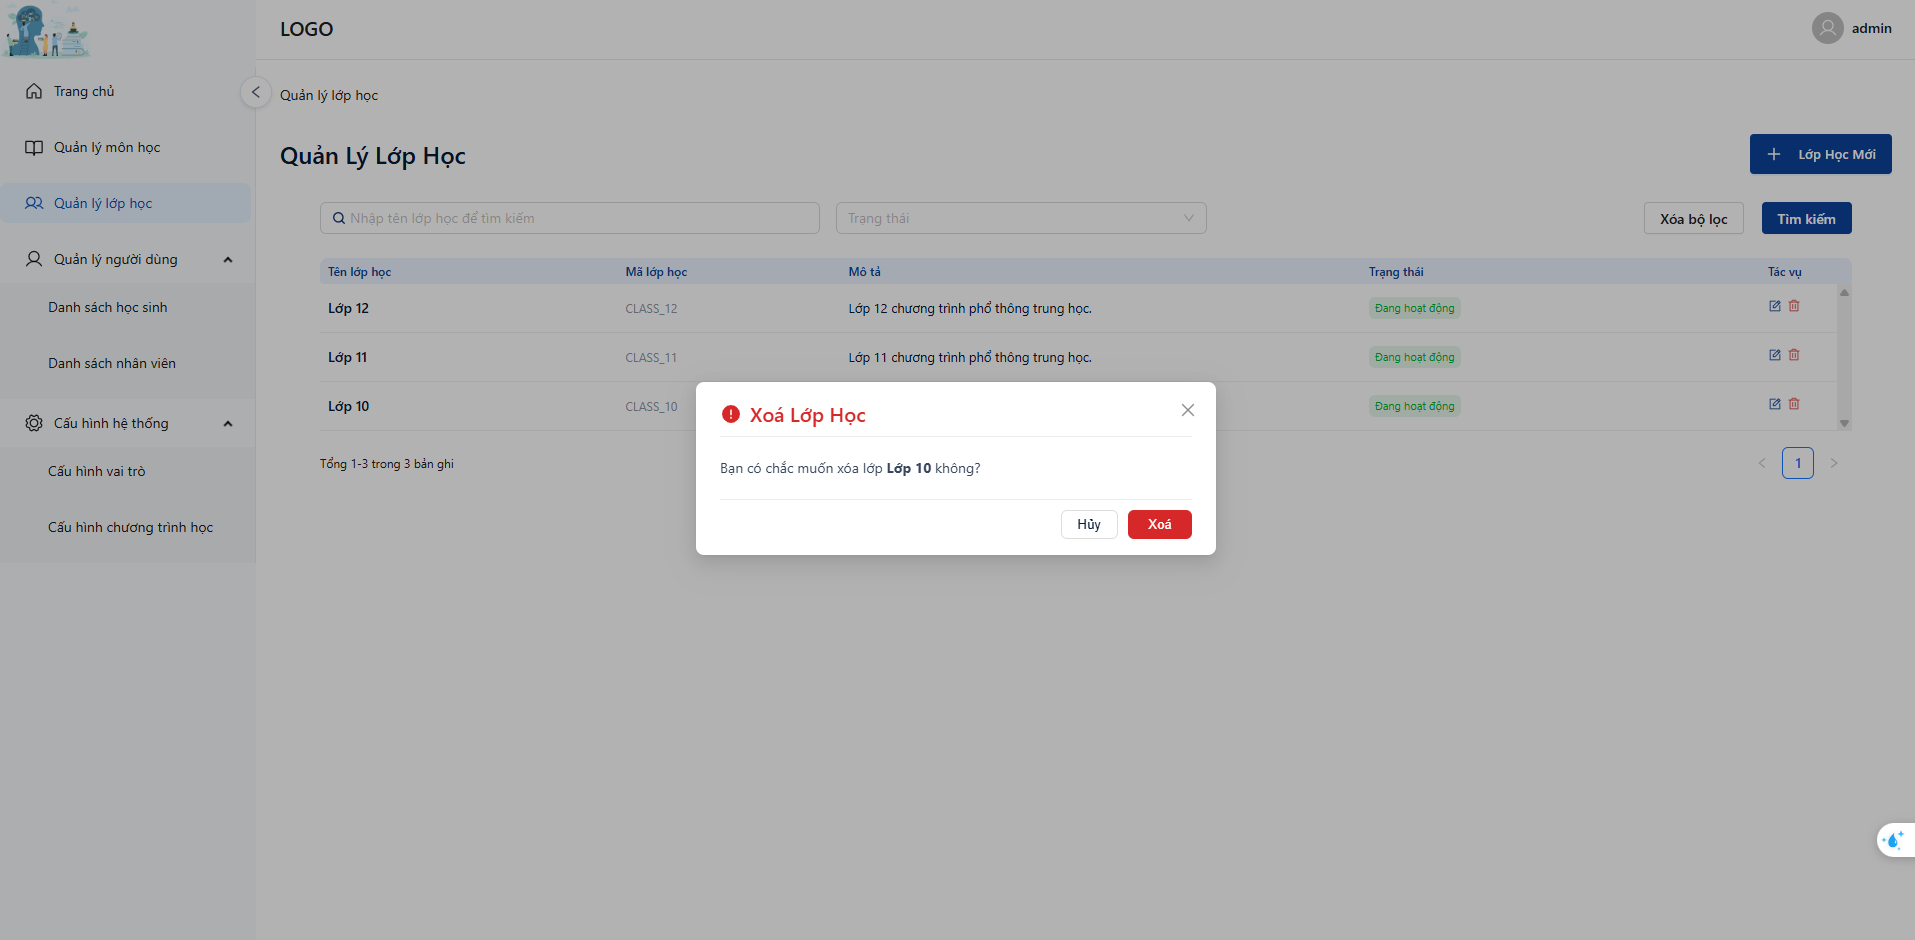 LOGO
admin
Trang chủ
Quản lý môn học
Quản lý lớp học
Quản lý người dùng
Danh sách học sinh
Danh sách nhân viên
Cấu hình hệ thống
Cấu hình vai trò
Cấu hình chương trình học
Quản lý lớp học
Quản Lý Lớp Học
Lớp Học Mới
Nhập tên lớp học để tìm kiếm
Trạng thái
Xóa bộ lọc
Tìm kiếm
Tên lớp học Mã lớp học Mô tả Trạng thái Tác vụ
Lớp 12 CLASS_12 Lớp 12 chương trình phổ thông trung học. Đang hoạt động
Lớp 11 CLASS_11 Lớp 11 chương trình phổ thông trung học. Đang hoạt động
Lớp 10 CLASS_10 Đang hoạt động
Tổng 1-3 trong 3 bản ghi
1
Xoá Lớp Học
Bạn có chắc muốn xóa lớp Lớp 10 không?
Hủy
Xoá